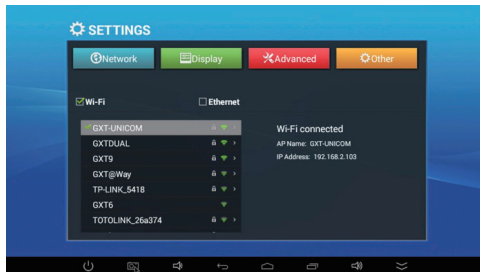 SETTINGS
Network Display Advanced Other
Wi-Fi Ethernet
GXT-UNICOM
GXTDUAL
GXT9
GXT@Way
TP-LINK_5418
GXT6
TOTOLINK_26a374
Wi-Fi connected
AP Name: GXT-UNICOM
IP Address: 192.168.2.103